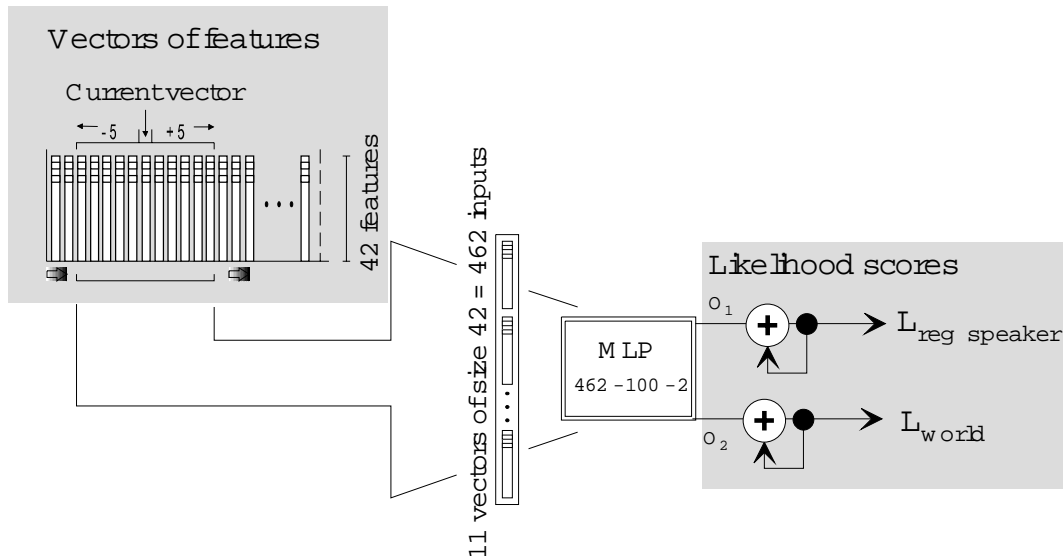 Vectors of features
Current vector
-5 +5
42 features
11 vectors of size 42 = 462 inputs
MLP
462 -100 -2
Likelihood scores
O1
L reg speaker
O2
L world